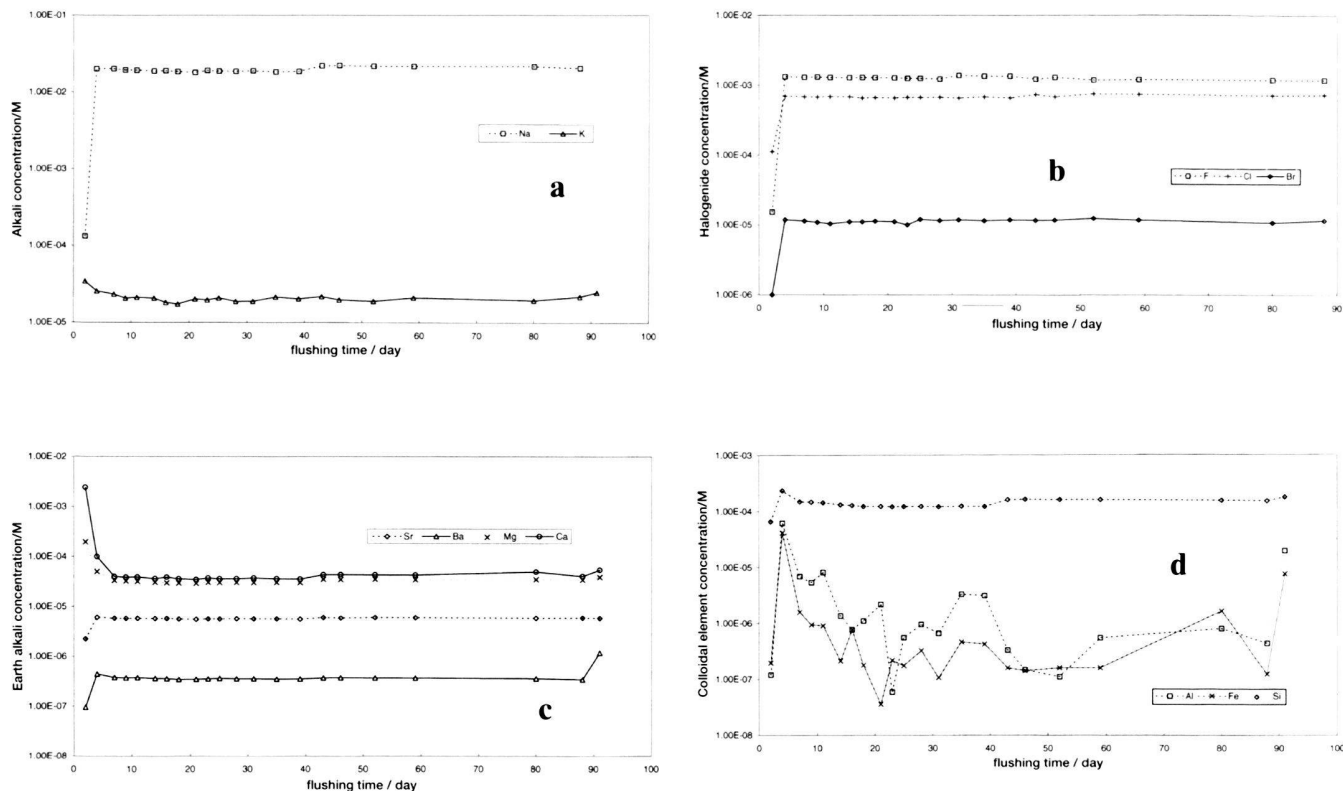 1.00E-01
1.00E-02
1.00E-03
1.00E-04
1.00E-05
Alkali concentration/M
Na K
a
0 10 20 30 40 50 60 70 80 90 100
flushing time / day
1.00E-02
1.00E-03
1.00E-04
1.00E-05
1.00E-06
Halogenide concentration/M
F Cl Br
b
0 10 20 30 40 50 60 70 80 90
flushing time / day
1.00E-02
1.00E-03
1.00E-04
1.00E-05
1.00E-06
1.00E-07
1.00E-08
Earth alkali concentration/M
Sr Ba Mg Ca
c
0 10 20 30 40 50 60 70 80 90 100
flushing time / day
1.00E-03
1.00E-04
1.00E-05
1.00E-06
1.00E-07
1.00E-08
Colloidal element concentration/M
d
Al Fe Si
0 10 20 30 40 50 60 70 80 90 100
flushing time / day